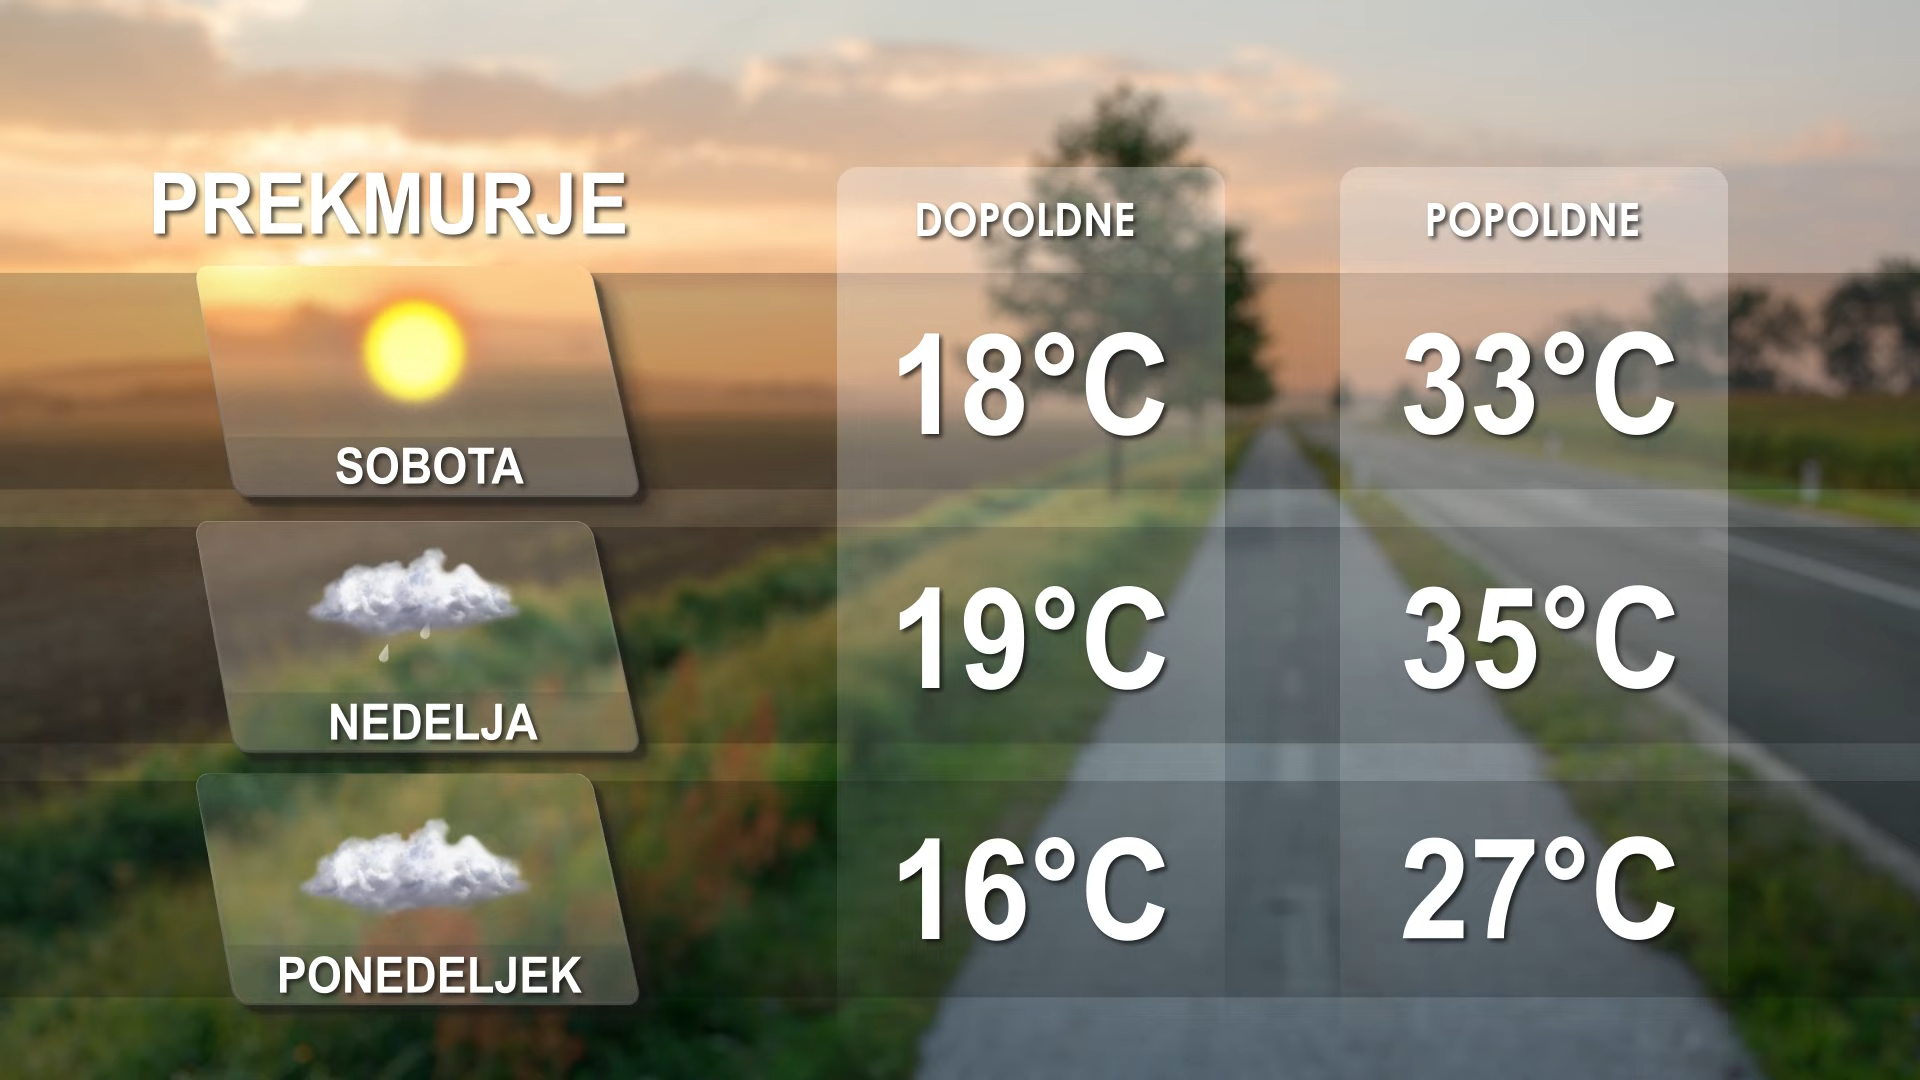 PREKMURJE
DOPOLDNE
POPOLDNE
SOBOTA
18°C
33°C
NEDELJA
19°C
35°C
PONEDELJEK
16°C
27°C